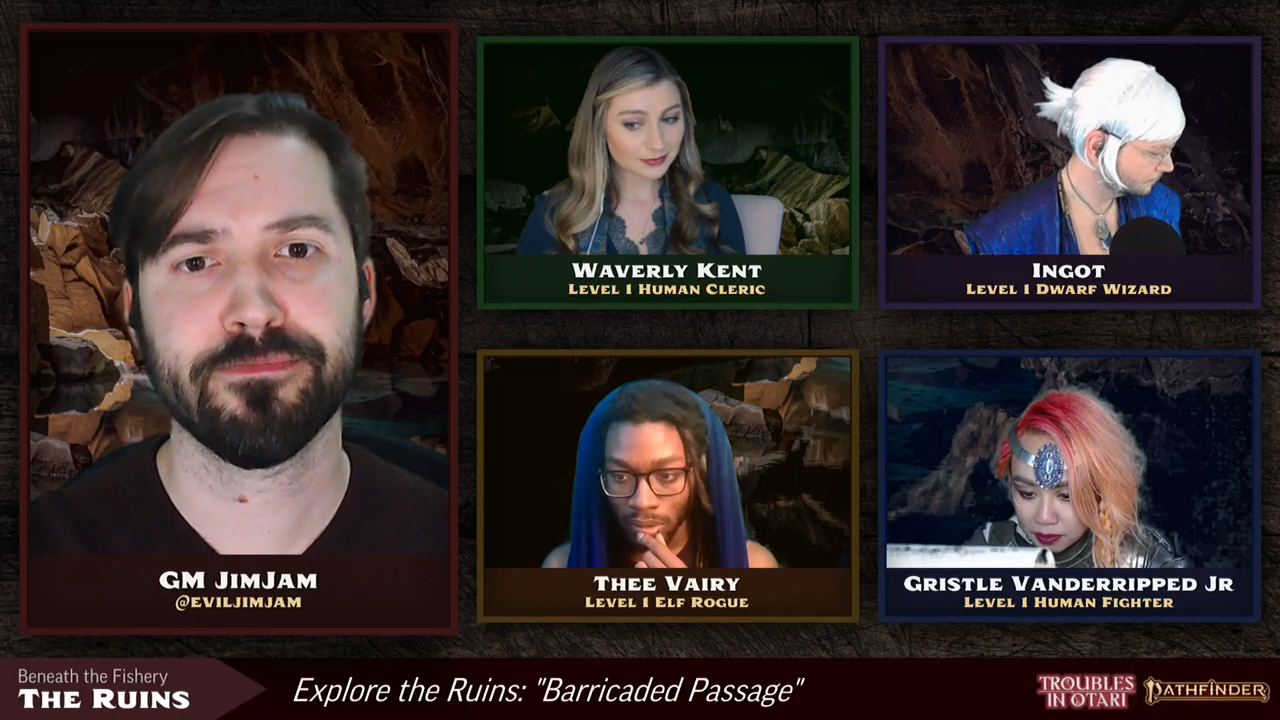 GM JimJam
@EVILJIMJAM
Waverly Kent
Level 1 Human Cleric
Ingot
Level 1 Dwarf Wizard
Thee Vairy
Level 1 Elf Rogue
Gristle Vanderripped Jr
Level 1 Human Fighter
Beneath the Fishery
The Ruins
Explore the Ruins: "Barricaded Passage"
TROUBLES
IN OTARI
PATHFINDER